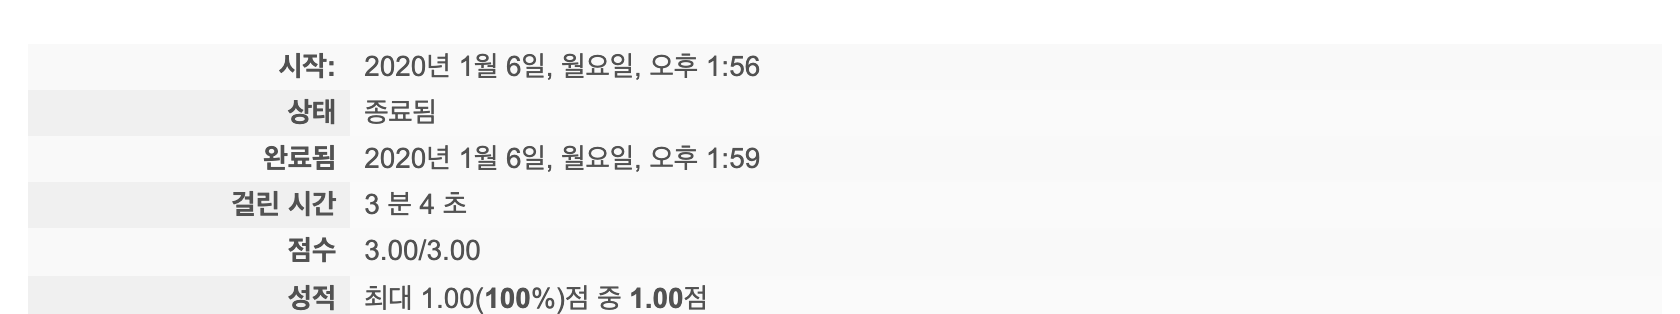 시작: 2020년 1월 6일, 월요일, 오후 1:56
상태 종료됨
완료됨 2020년 1월 6일, 월요일, 오후 1:59
걸린 시간 3 분 4 초
점수 3.00/3.00
성적 최대 1.00(100%)점 중 1.00점